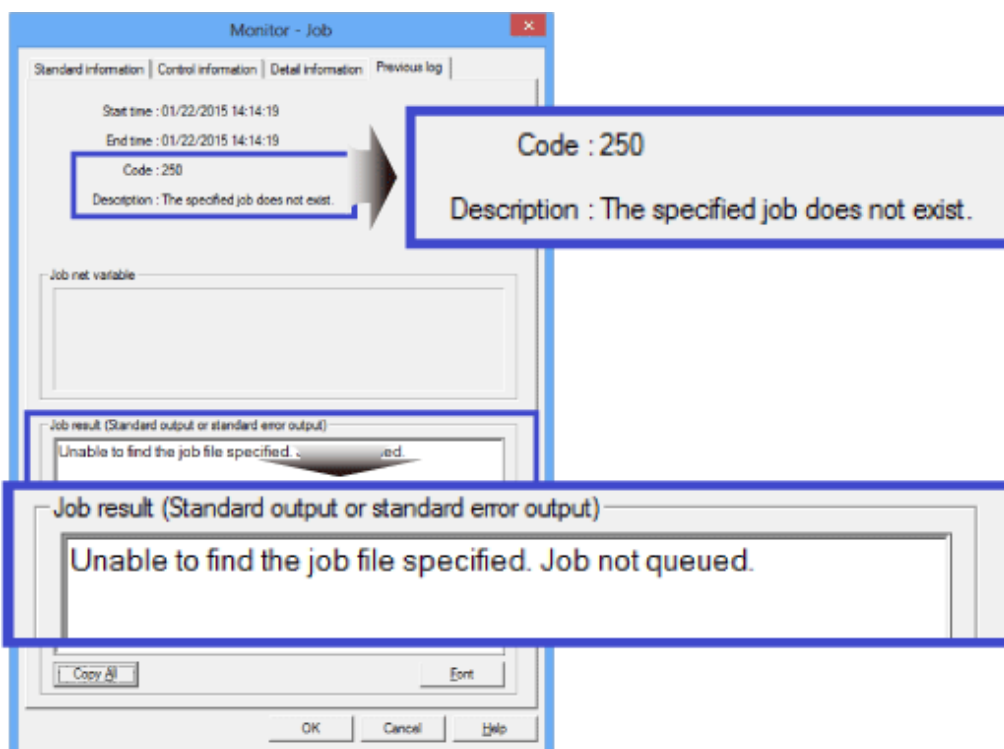 Monitor - Job
Standard information Control information Detail information Previous log
Start time : 01/22/2015 14:14:19
End time : 01/22/2015 14:14:19
Code : 250
Description : The specified job does not exist.
Code : 250
Description : The specified job does not exist.
Job net variable
Job result (Standard output or standard error output)
Unable to find the job file specified. ed.
Job result (Standard output or standard error output)
Unable to find the job file specified. Job not queued.
Copy All Font
OK Cancel Help